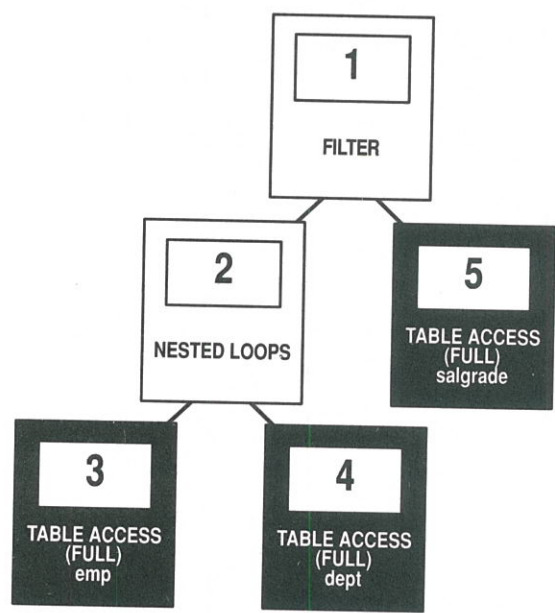 1
FILTER
2
NESTED LOOPS
5
TABLE ACCESS
(FULL)
salgrade
3
TABLE ACCESS
(FULL)
emp
4
TABLE ACCESS
(FULL)
dept